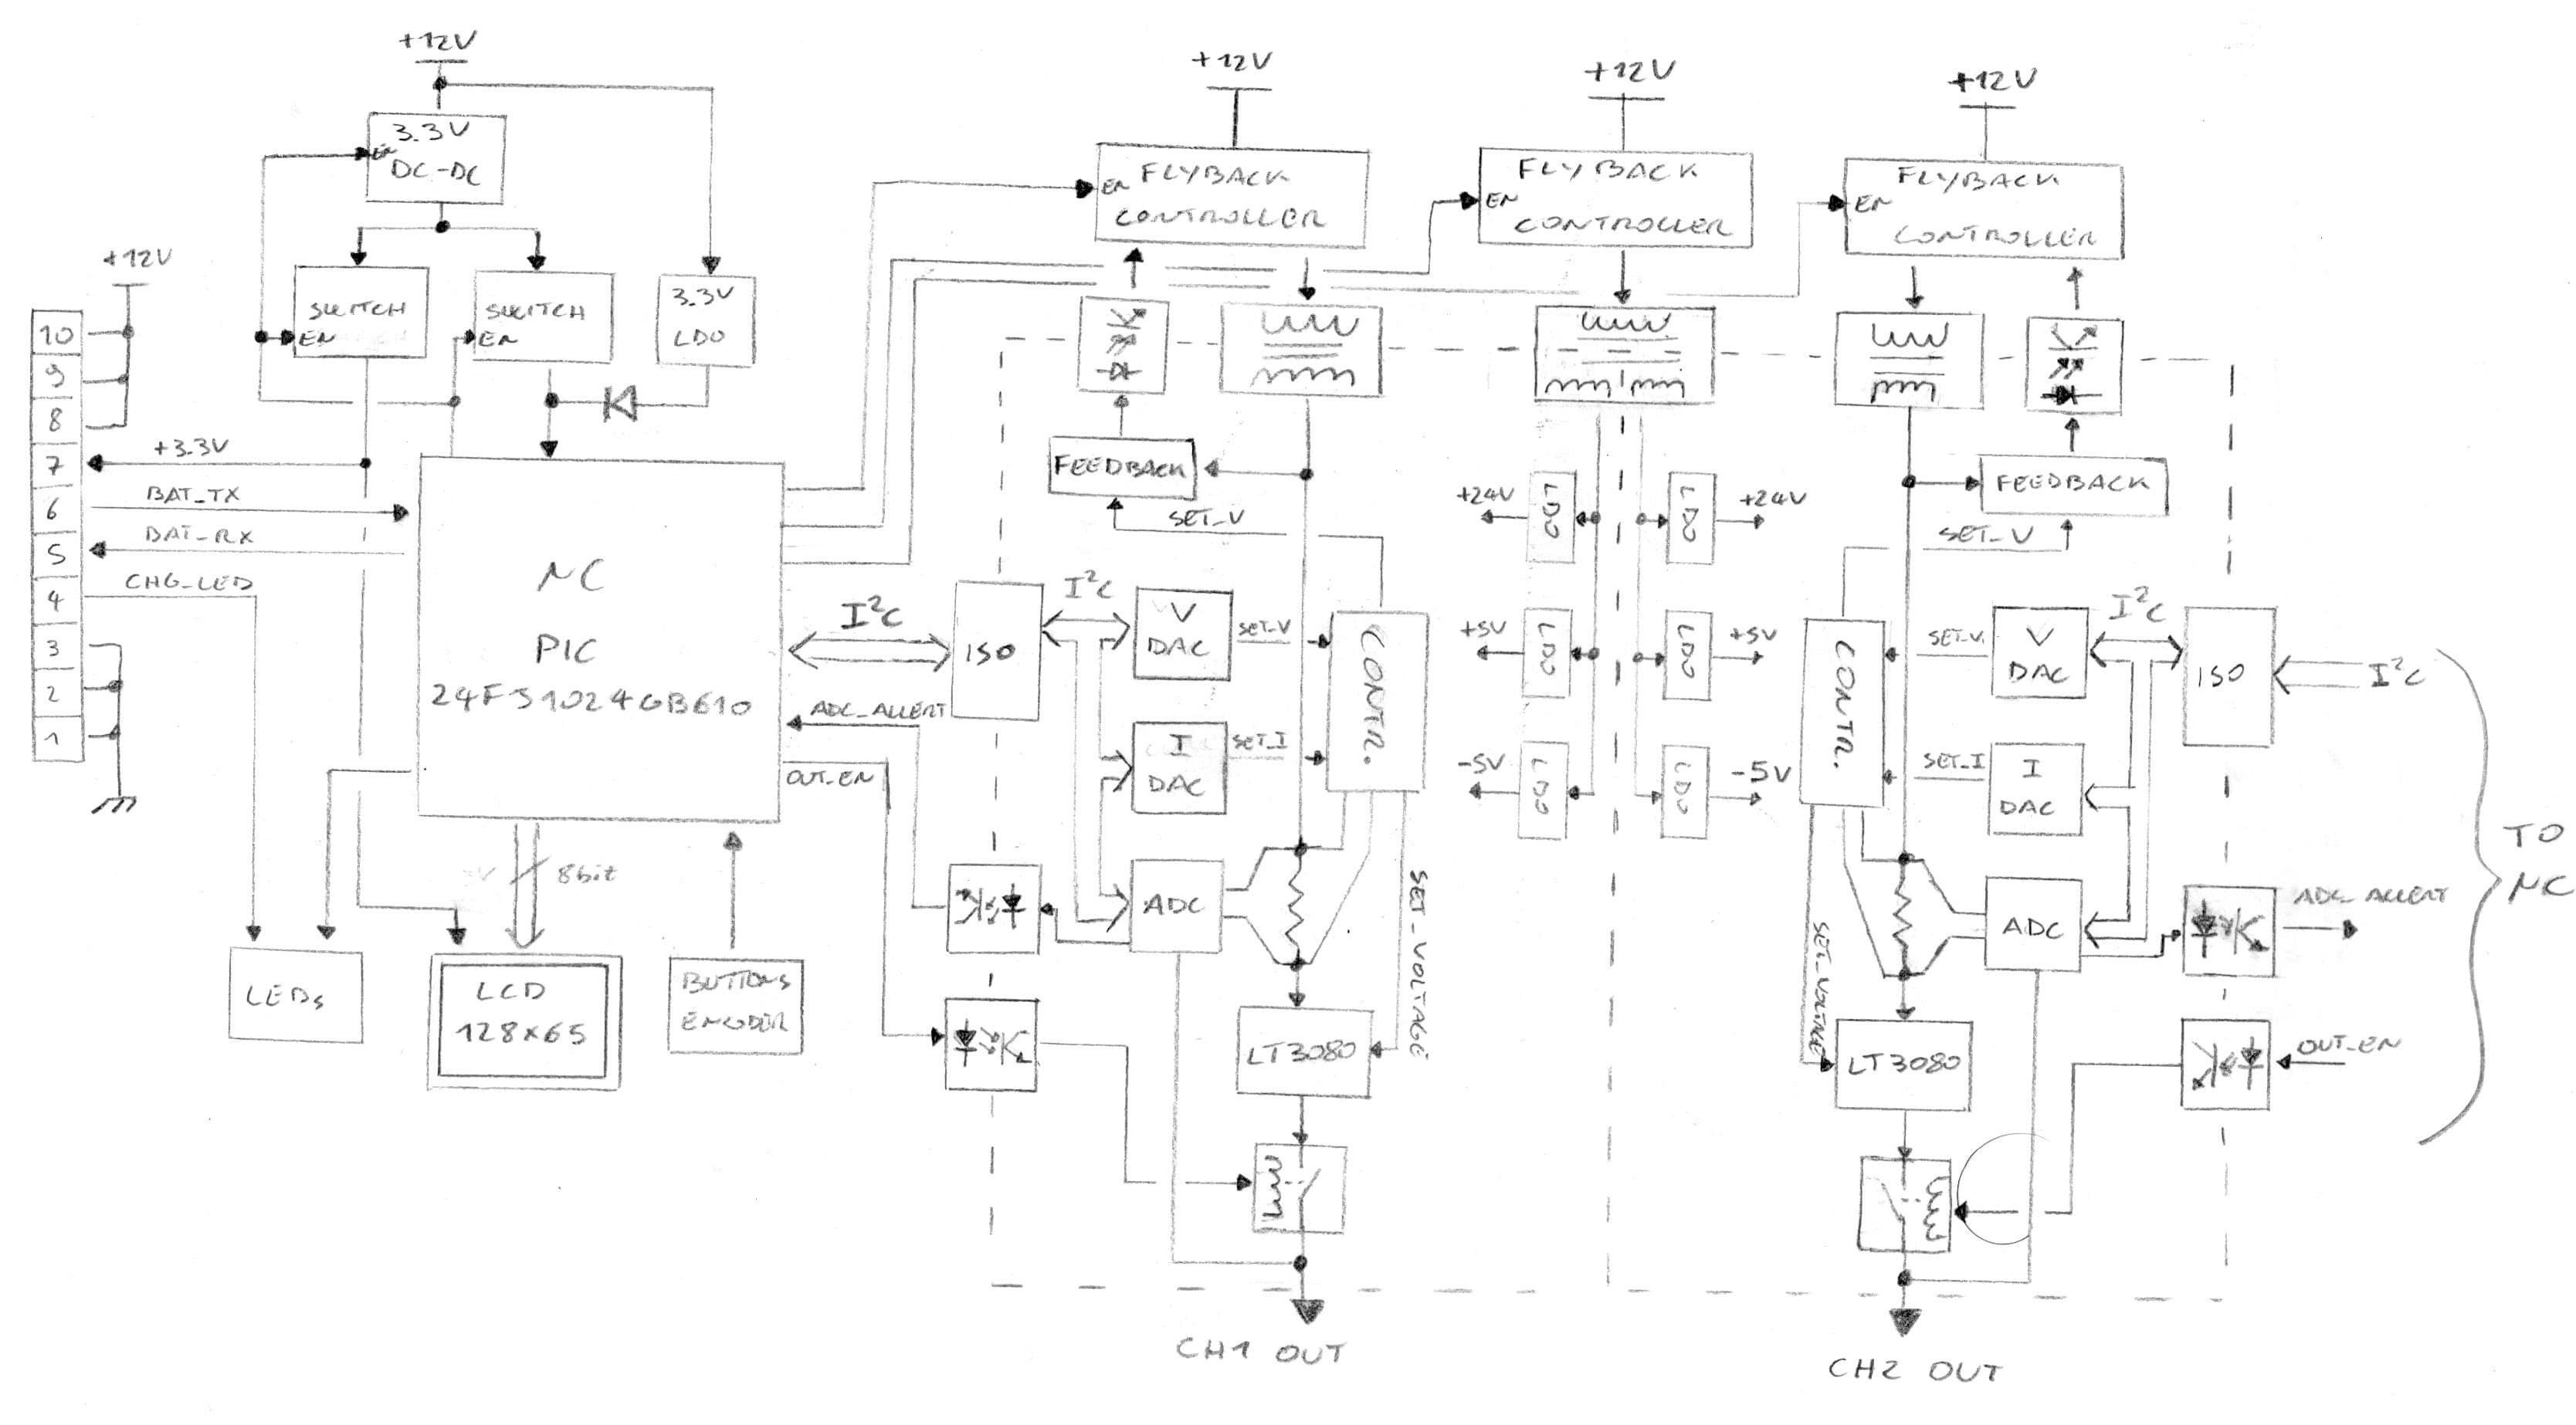 +12V
3.3V
EN
DC-DC
SWITCH
EN
SWITCH
EN
3.3V
LDO
+12V
10
9
8
7
6
5
4
3
2
1
+3.3V
BAT_TX
BAT_RX
CHG_LED
µC
PIC
24FJ1024GB610
8bit
LEDs
LCD
128×65
BUTTONS
ENCODER
I²C
ADC_ALLERT
OUT_EN
ISO
I²C
+12V
EN FLYBACK
CONTROLLER
FEEDBACK
SET_V
V
DAC
SET_V
I
DAC
SET_I
CONTR.
ADC
SET_VOLTAGE
LT3080
CH1 OUT
+12V
FLYBACK
EN
CONTROLLER
+24V
LDO
LDO
+24V
+5V
LDO
LDO
+5V
-5V
LDO
LDO
-5V
+12V
FLYBACK
EN
CONTROLLER
FEEDBACK
SET_V
CONTR.
SET_V
V
DAC
I²C
ISO
I²C
SET_I
I
DAC
ADC
SET_VOLTAGE
LT3080
ADC_ALLERT
OUT_EN
TO
µC
CH2 OUT